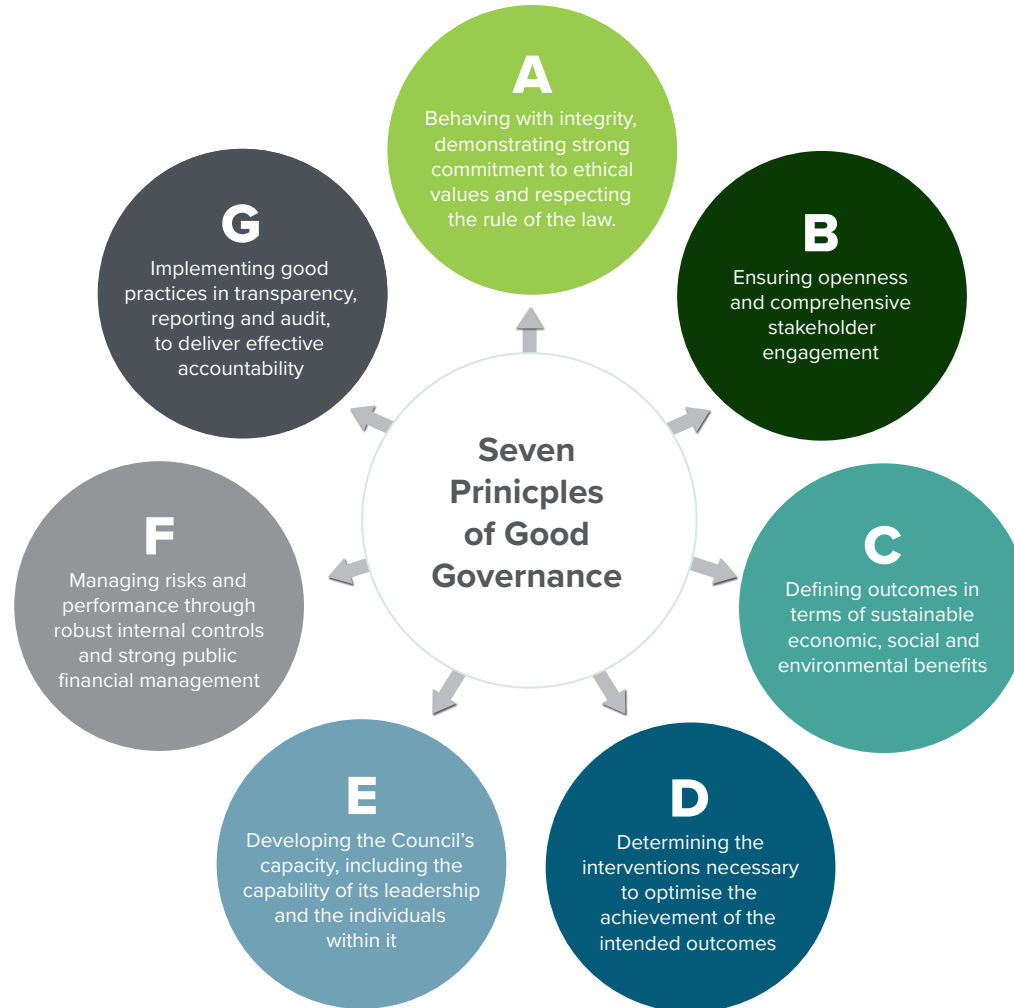 Seven
Prinicples
of Good
Governance
A
Behaving with integrity,
demonstrating strong
commitment to ethical
values and respecting
the rule of the law.
B
Ensuring openness
and comprehensive
stakeholder
engagement
C
Defining outcomes in
terms of sustainable
economic, social and
environmental benefits
D
Determining the
interventions necessary
to optimise the
achievement of the
intended outcomes
E
Developing the Council’s
capacity, including the
capability of its leadership
and the individuals
within it
F
Managing risks and
performance through
robust internal controls
and strong public
financial management
G
Implementing good
practices in transparency,
reporting and audit,
to deliver effective
accountability